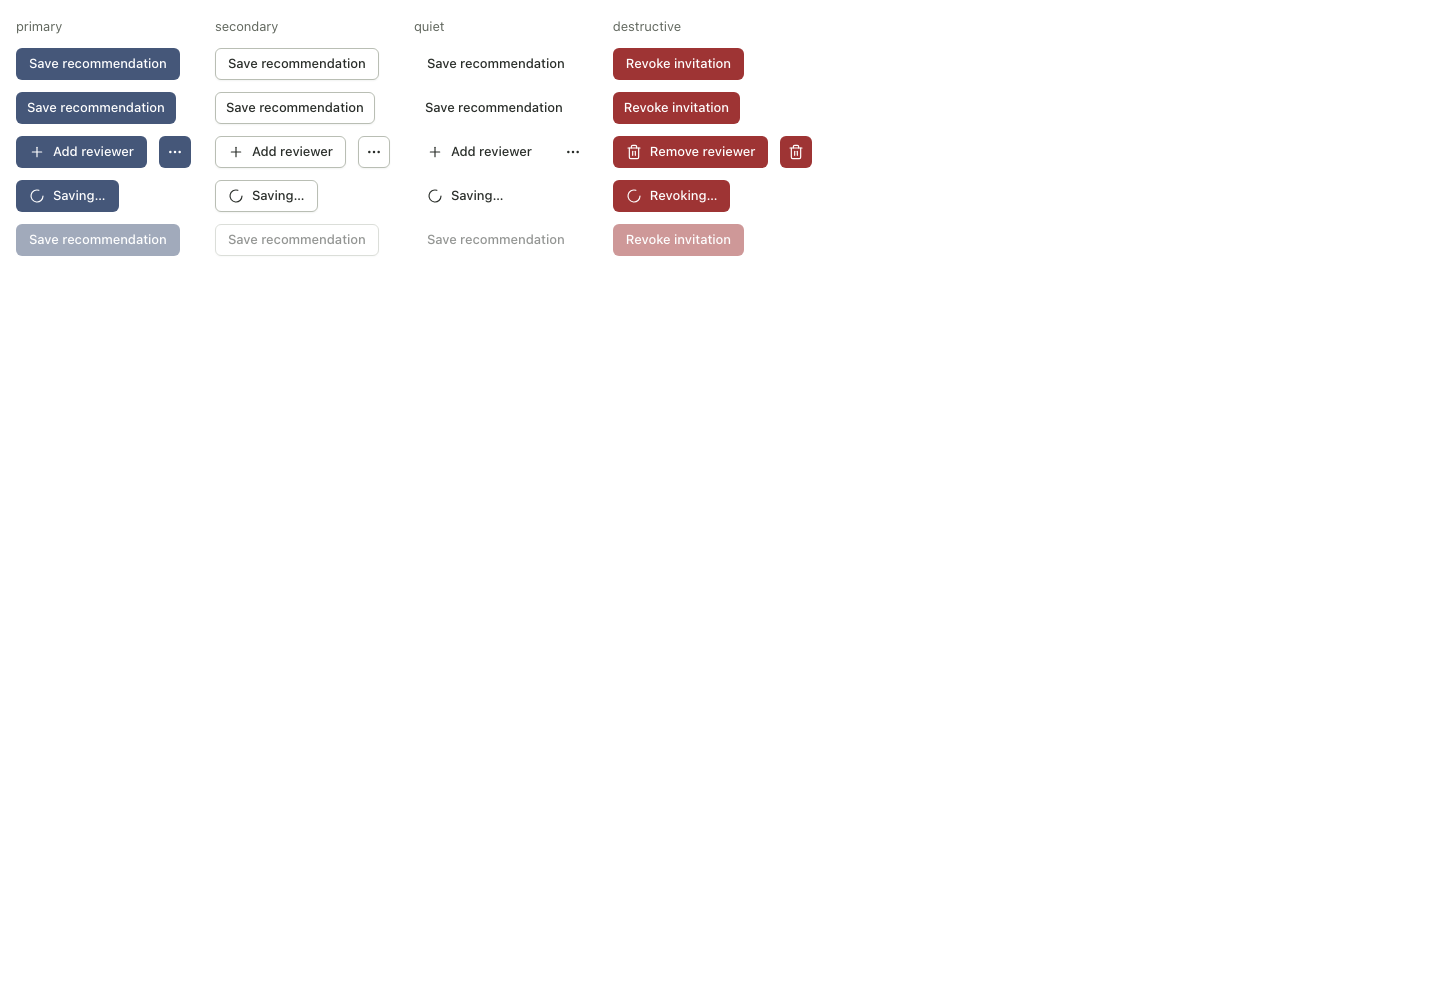 primary secondary quiet destructive
Save recommendation Save recommendation Save recommendation Revoke invitation
Save recommendation Save recommendation Save recommendation Revoke invitation
Add reviewer Add reviewer Add reviewer Remove reviewer
Saving... Saving... Saving... Revoking...
Save recommendation Save recommendation Save recommendation Revoke invitation